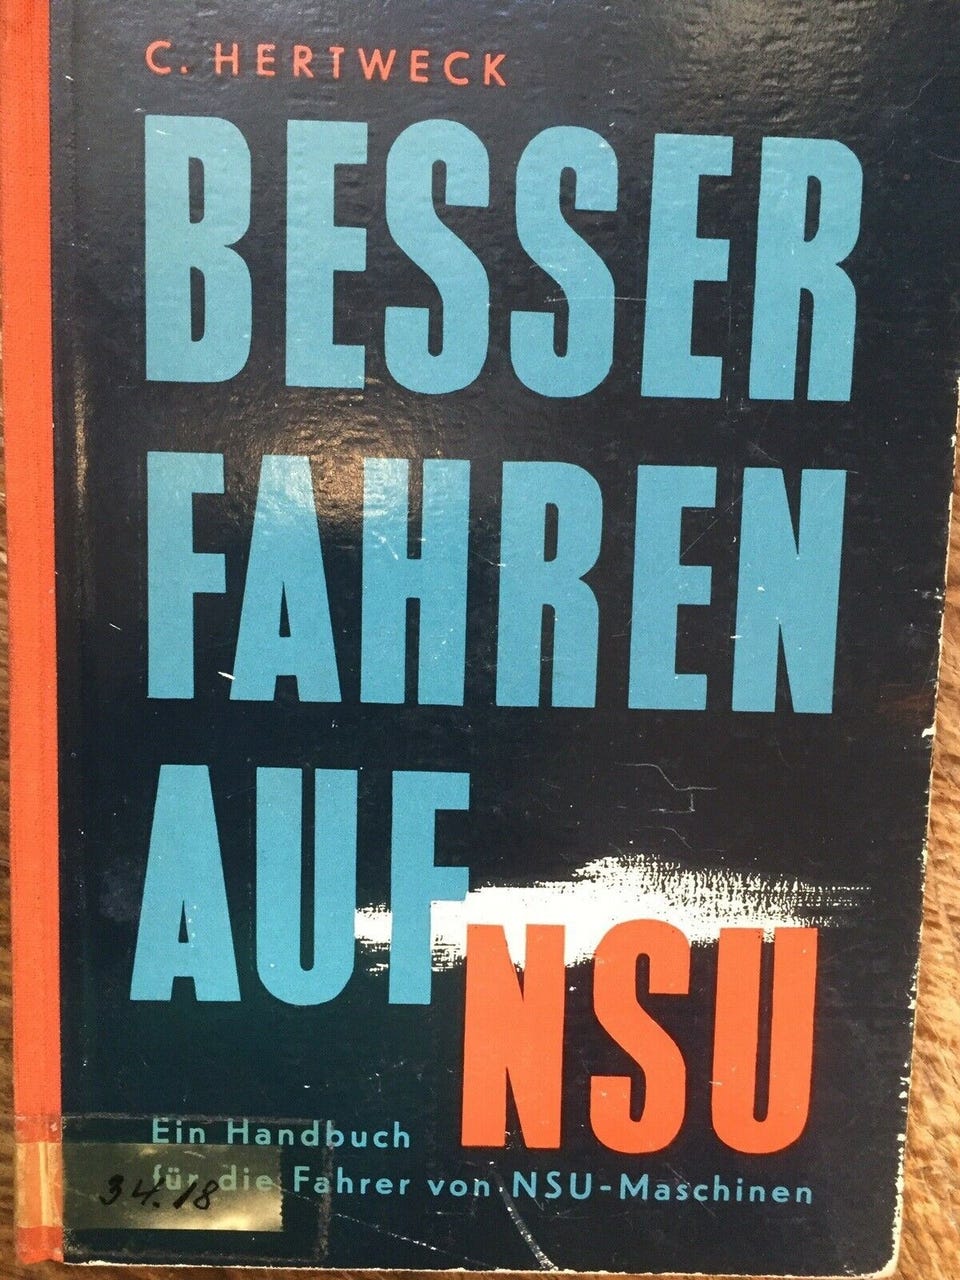 C. HERTWECK
BESSER
FAHREN
AUF
NSU
Ein Handbuch
für die Fahrer von NSU-Maschinen
34.18